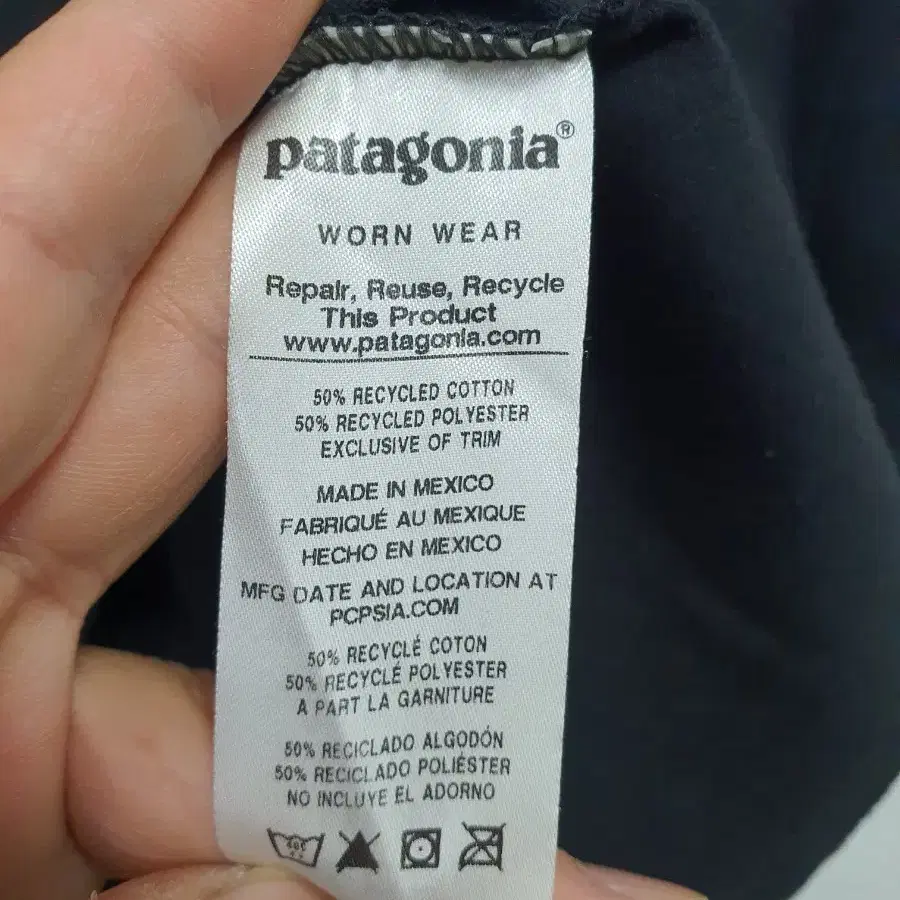 patagonia®
WORN WEAR
Repair, Reuse, Recycle
This Product
www.patagonia.com
50% RECYCLED COTTON
50% RECYCLED POLYESTER
EXCLUSIVE OF TRIM
MADE IN MEXICO
FABRIQUÉ AU MEXIQUE
HECHO EN MEXICO
MFG DATE AND LOCATION AT
PCPSIA.COM
50% RECYCLÉ COTON
50% RECYCLÉ POLYESTER
A PART LA GARNITURE
50% RECICLADO ALGODÓN
50% RECICLADO POLIÉSTER
NO INCLUYE EL ADORNO